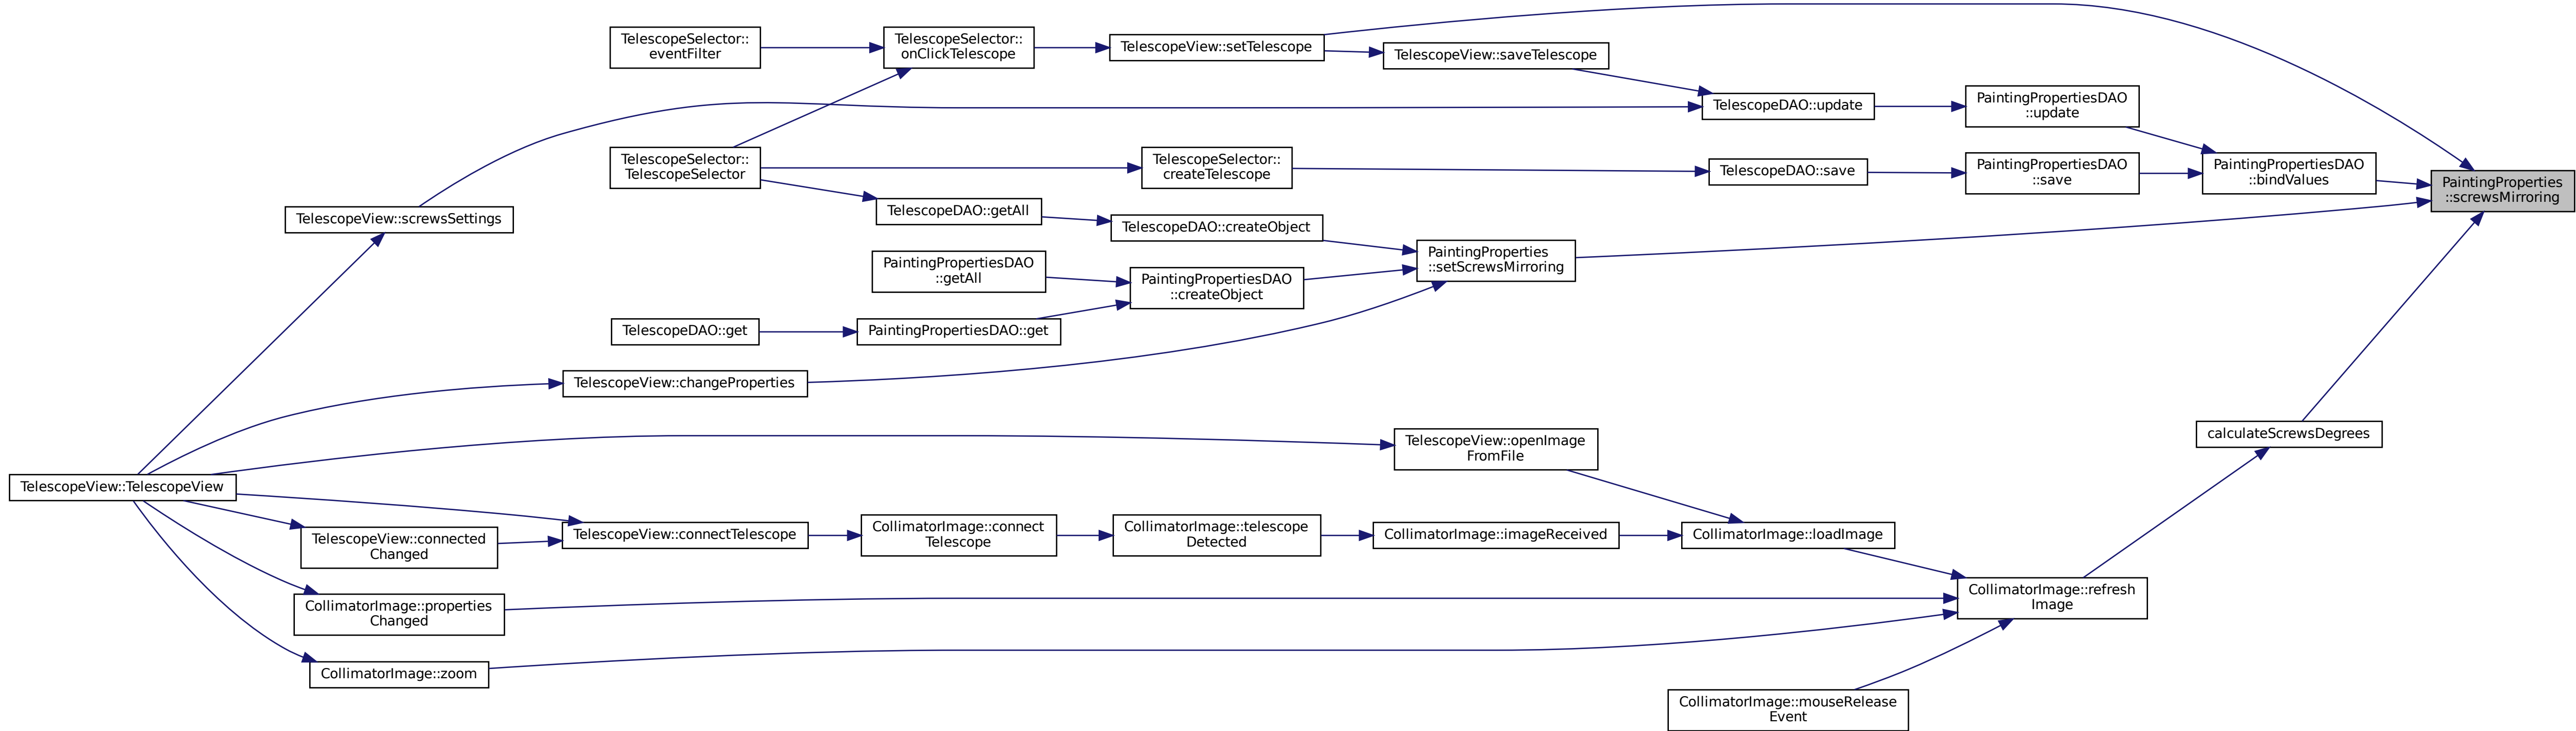 TelescopeSelector::
eventFilter
TelescopeSelector::
onClickTelescope
TelescopeView::setTelescope
TelescopeView::saveTelescope
TelescopeDAO::update
PaintingPropertiesDAO
::update
TelescopeSelector::
TelescopeSelector
TelescopeSelector::
createTelescope
TelescopeDAO::save
PaintingPropertiesDAO
::save
PaintingPropertiesDAO
::bindValues
PaintingProperties
::screwsMirroring
TelescopeView::screwsSettings
TelescopeDAO::getAll
TelescopeDAO::createObject
PaintingProperties
::setScrewsMirroring
PaintingPropertiesDAO
::getAll
PaintingPropertiesDAO
::createObject
TelescopeDAO::get
PaintingPropertiesDAO::get
TelescopeView::changeProperties
TelescopeView::openImage
FromFile
calculateScrewsDegrees
TelescopeView::TelescopeView
TelescopeView::connected
Changed
TelescopeView::connectTelescope
CollimatorImage::connect
Telescope
CollimatorImage::telescope
Detected
CollimatorImage::imageReceived
CollimatorImage::loadImage
CollimatorImage::properties
Changed
CollimatorImage::refresh
Image
CollimatorImage::zoom
CollimatorImage::mouseRelease
Event